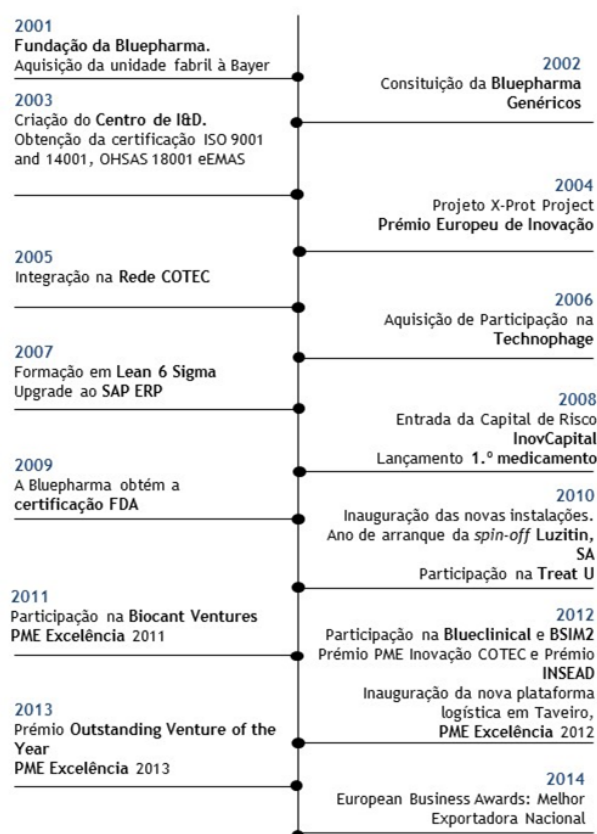 2001
Fundação da Bluepharma.
Aquisição da unidade fabril à Bayer
2002
Consituição da Bluepharma
Genéricos
2003
Criação do Centro de I&D.
Obtenção da certificação ISO 9001
and 14001, OHSAS 18001 eEMAS
2004
Projeto X-Prot Project
Prémio Europeu de Inovação
2005
Integração na Rede COTEC
2006
Aquisição de Participação na
Technophage
2007
Formação em Lean 6 Sigma
Upgrade ao SAP ERP
2008
Entrada da Capital de Risco
InovCapital
Lançamento 1.º medicamento
2009
A Bluepharma obtém a
certificação FDA
2010
Inauguração das novas instalações.
Ano de arranque da spin-off Luzitin,
SA
Participação na Treat U
2011
Participação na Biocant Ventures
PME Excelência 2011
2012
Participação na Blueclinical e BSIM2
Prémio PME Inovação COTEC e Prémio
INSEAD
Inauguração da nova plataforma
logística em Taveiro,
PME Excelência 2012
2013
Prémio Outstanding Venture of the
Year
PME Excelência 2013
2014
European Business Awards: Melhor
Exportadora Nacional